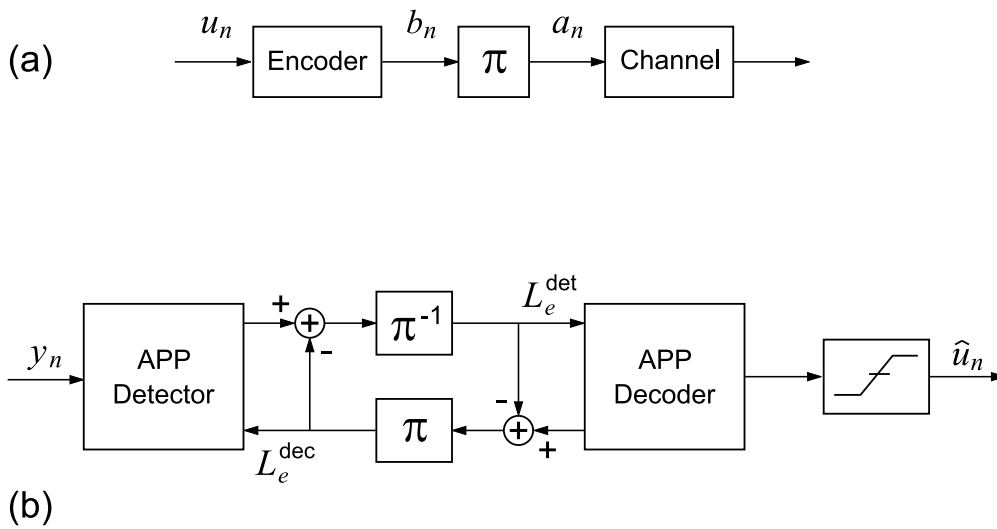 (a)
u_n
Encoder
b_n
π
a_n
Channel
y_n
APP
Detector
+
+
-
π^{-1}
L_e^{det}
APP
Decoder
û_n
L_e^{dec}
π
-
+
+
(b)